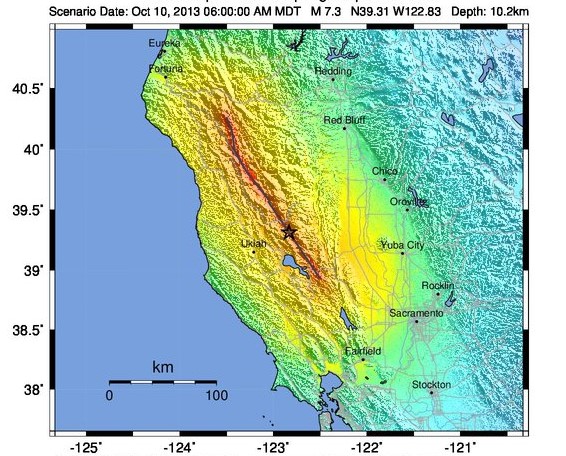 Scenario Date: Oct 10, 2013 06:00:00 AM MDT M 7.3 N39.31 W122.83 Depth: 10.2km
Eureka
Fortuna
Redding
40.5°
Red Bluff
40°
Chico
Oroville
39.5°
Ukiah
Yuba City
39°
Rocklin
Sacramento
38.5°
Fairfield
km
Stockton
38°
0 100
-125° -124° -123° -122° -121°